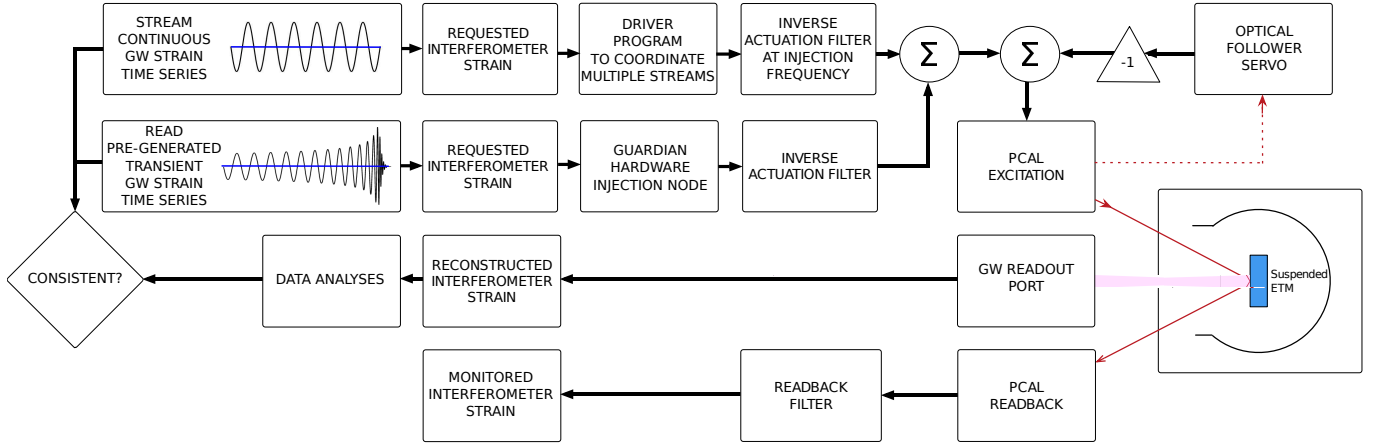 STREAM
CONTINUOUS
GW STRAIN
TIME SERIES
REQUESTED
INTERFEROMETER
STRAIN
DRIVER
PROGRAM
TO COORDINATE
MULTIPLE STREAMS
INVERSE
ACTUATION FILTER
AT INJECTION
FREQUENCY
Σ
Σ
-1
OPTICAL
FOLLOWER
SERVO
READ
PRE-GENERATED
TRANSIENT
GW STRAIN
TIME SERIES
REQUESTED
INTERFEROMETER
STRAIN
GUARDIAN
HARDWARE
INJECTION NODE
INVERSE
ACTUATION FILTER
PCAL
EXCITATION
CONSISTENT?
DATA ANALYSES
RECONSTRUCTED
INTERFEROMETER
STRAIN
GW READOUT
PORT
Suspended
ETM
MONITORED
INTERFEROMETER
STRAIN
READBACK
FILTER
PCAL
READBACK